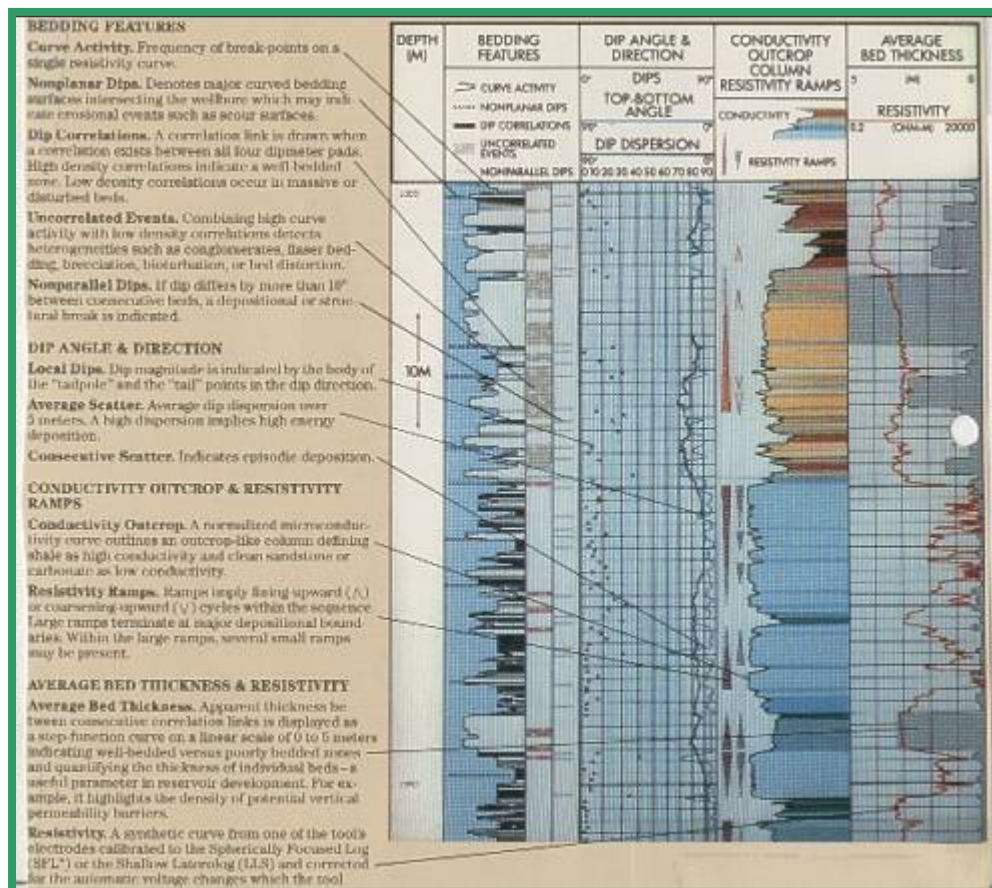 BEDDING FEATURES
Curve Activity. Frequency of break-points on a
single resistivity curve.
Nonplanar Dips. Denotes major curved bedding
surfaces intersecting the wellbore which may indi-
cate erosional events such as scour surfaces.
Dip Correlations. A correlation link is drawn when
a correlation exists between all four dipmeter pads.
High density correlations indicate a well-bedded
zone. Low density correlations occur in massive or
disturbed beds.
Uncorrelated Events. Combining high curve
activity with low density correlations detects
heterogeneities such as conglomerates, flaser bed-
ding, brecciation, bioturbation, or bed distortion.
Nonparallel Dips. If dip differs by more than 10°
between consecutive beds, a depositional or struc-
tural break is indicated.
DIP ANGLE & DIRECTION
Local Dips. Dip magnitude is indicated by the body of
the "tadpole" and the "tail" points in the dip direction.
Average Scatter. Average dip dispersion over
5 meters. A high dispersion implies high energy
deposition.
Consecutive Scatter. Indicates episodic deposition.
CONDUCTIVITY OUTCROP & RESISTIVITY
RAMPS
Conductivity Outcrop. A normalized microconduc-
tivity curve outlines an outcrop-like column defining
shale as high conductivity and clean sandstone or
carbonate as low conductivity.
Resistivity Ramps. Ramps imply fining-upward (∧)
or coarsening-upward (∨) cycles within the sequence.
Large ramps terminate at major depositional bound-
aries. Within the large ramps, several small ramps
may be present.
AVERAGE BED THICKNESS & RESISTIVITY
Average Bed Thickness. Apparent thickness be-
tween consecutive correlation links is displayed as
a step-function curve on a linear scale of 0 to 5 meters
indicating well-bedded versus poorly bedded zones
and quantifying the thickness of individual beds—a
useful parameter in reservoir development. For ex-
ample, it highlights the density of potential vertical
permeability barriers.
Resistivity. A synthetic curve from one of the tool's
electrodes calibrated to the Spherically Focused Log
(SFL*) or the Shallow Laterolog (LLS) and corrected
for the automatic voltage changes which the tool
DEPTH
(M)
10M
BEDDING
FEATURES
CURVE ACTIVITY
NONPLANAR DIPS
DIP CORRELATIONS
UNCORRELATED
EVENTS
NONPARALLEL DIPS
DIP ANGLE &
DIRECTION
0° DIPS 90°
TOP-BOTTOM
ANGLE
90° 0°
DIP DISPERSION
90° 0°
0 10 20 30 40 50 60 70 80 90
CONDUCTIVITY
OUTCROP
COLUMN
RESISTIVITY RAMPS
CONDUCTIVITY
RESISTIVITY RAMPS
AVERAGE
BED THICKNESS
5 (M) 0
RESISTIVITY
0.2 (OHM-M) 20000